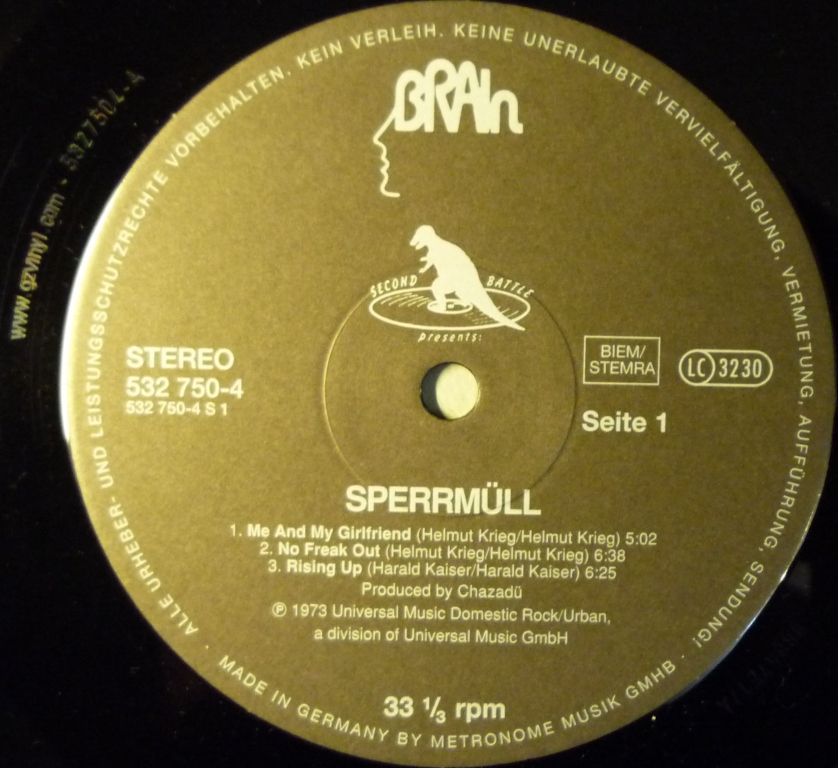 ALLE URHEBER- UND LEISTUNGSSCHUTZRECHTE VORBEHALTEN. KEIN VERLEIH. KEINE UNERLAUBTE VERVIELFÄLTIGUNG, VERMIETUNG, AUFFÜHRUNG, SENDUNG!
BRAIn
SECOND BATTLE
presents:
STEREO
532 750-4
532 750-4 S 1
BIEM/
STEMRA
LC 3230
Seite 1
SPERRMÜLL
1. Me And My Girlfriend (Helmut Krieg/Helmut Krieg) 5:02
2. No Freak Out (Helmut Krieg/Helmut Krieg) 6:38
3. Rising Up (Harald Kaiser/Harald Kaiser) 6:25
Produced by Chazadü
℗ 1973 Universal Music Domestic Rock/Urban,
a division of Universal Music GmbH
33 ⅓ rpm
· MADE IN GERMANY BY METRONOME MUSIK GMHB ·
www.gzvinyl.com -